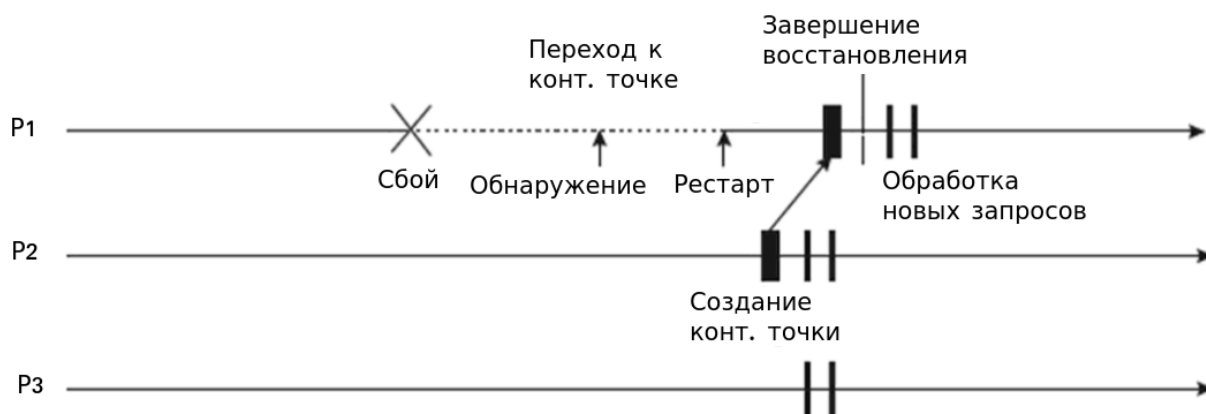 Завершение
восстановления
Переход к
конт. точке
P1
Сбой
Обнаружение
Рестарт
Обработка
новых запросов
P2
Создание
конт. точки
P3